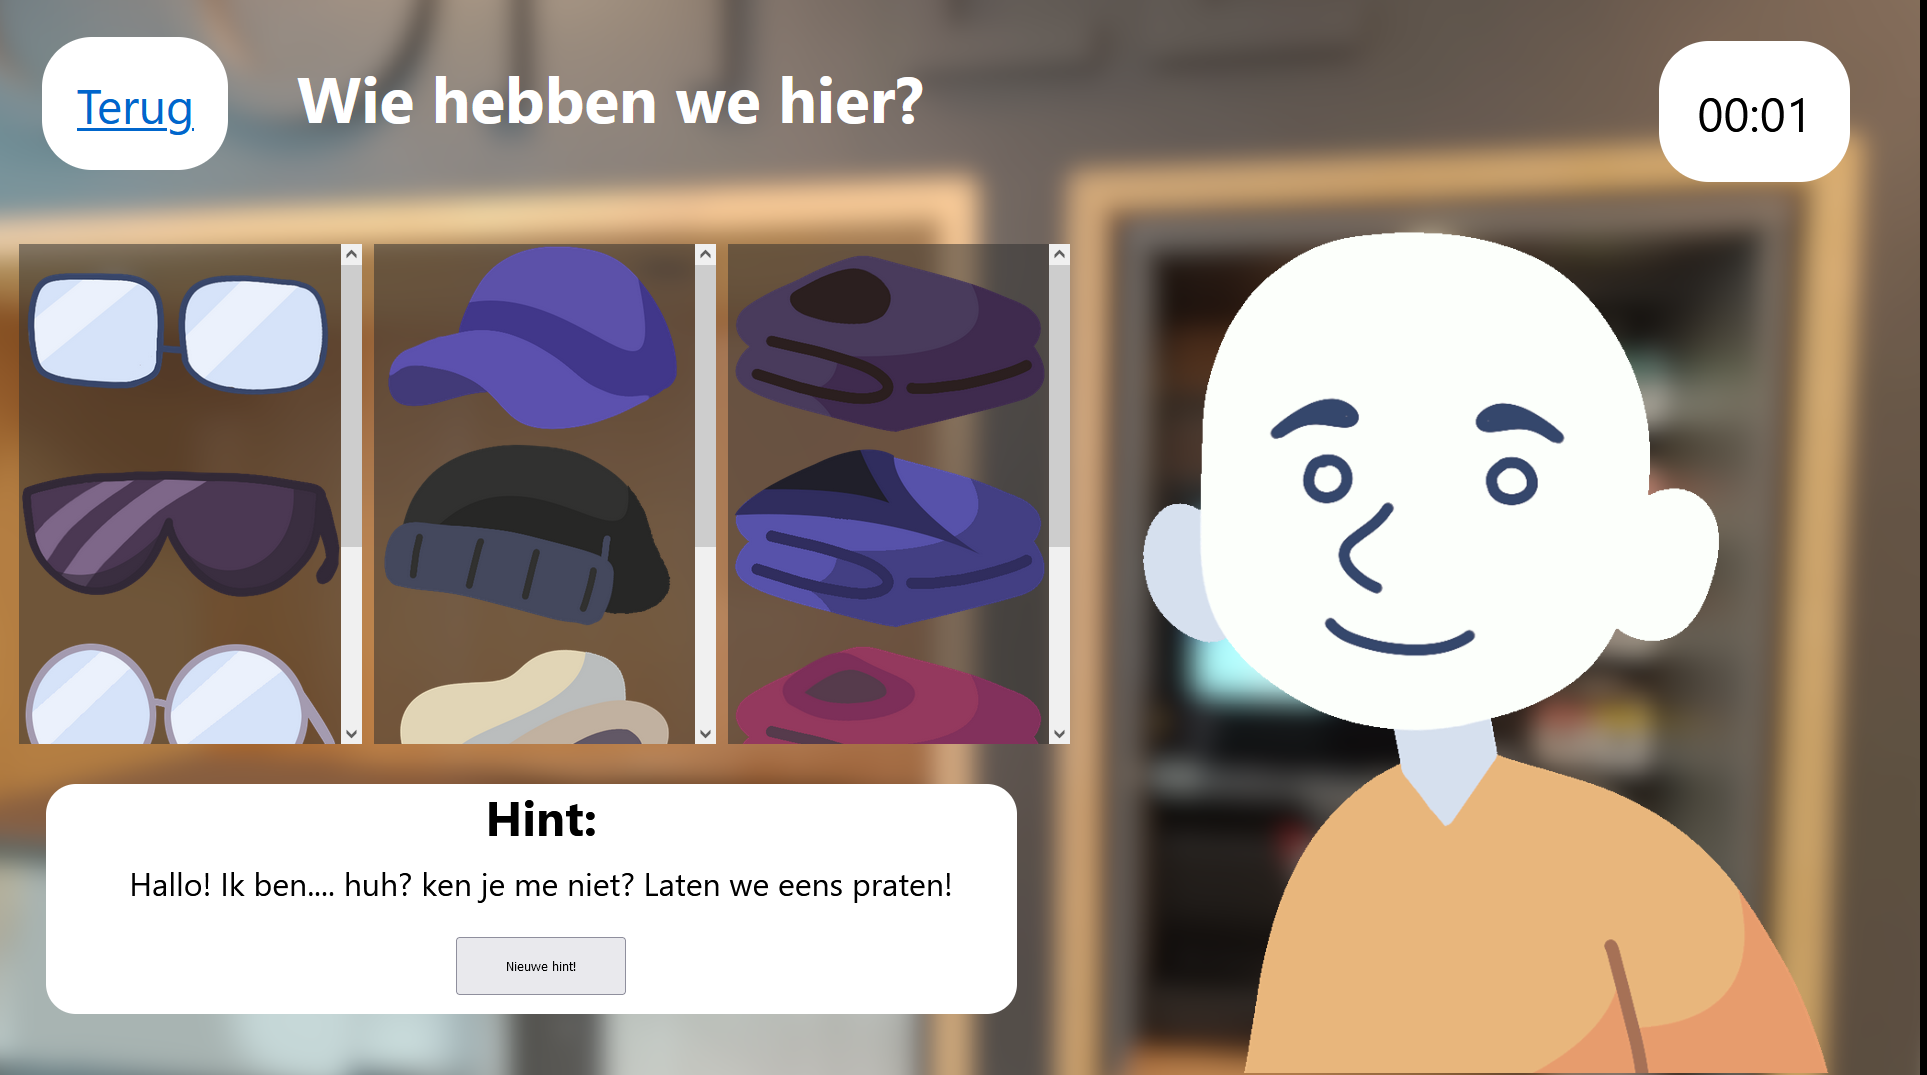 Terug
Wie hebben we hier?
00:01
Hint:
Hallo! Ik ben.... huh? ken je me niet? Laten we eens praten!
Nieuwe hint!